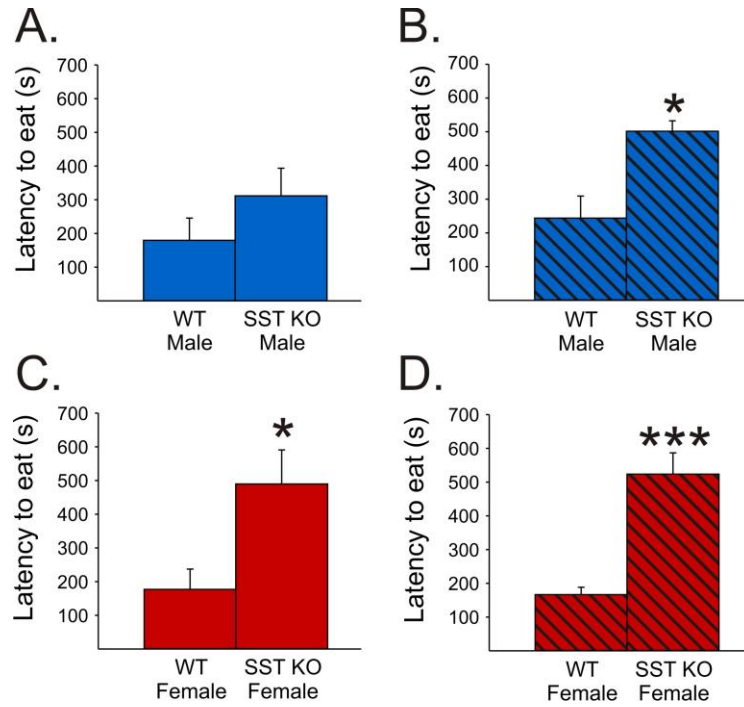 A.
Latency to eat (s)
700
600
500
400
300
200
100
WT
Male
SST KO
Male
B.
Latency to eat (s)
700
600
500
400
300
200
100
*
WT
Male
SST KO
Male
C.
Latency to eat (s)
700
600
500
400
300
200
100
*
WT
Female
SST KO
Female
D.
Latency to eat (s)
700
600
500
400
300
200
100
***
WT
Female
SST KO
Female